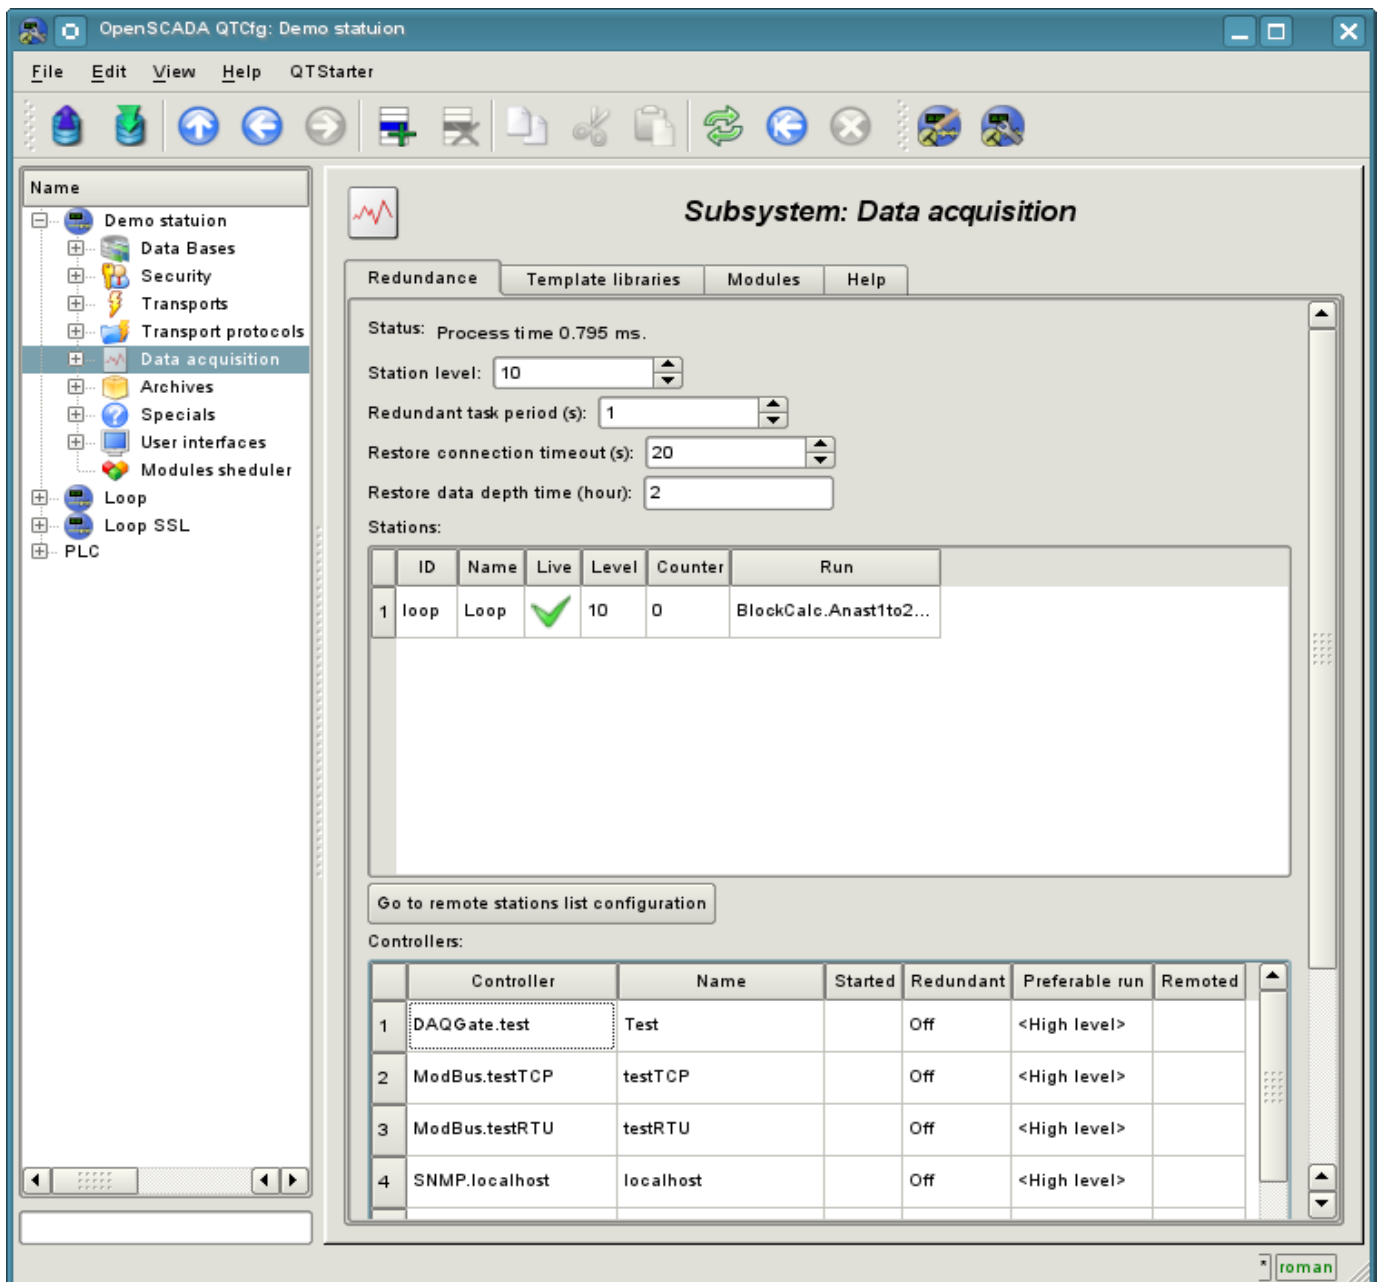 OpenSCADA QTCfg: Demo statuion
File Edit View Help QTStarter
Name
Demo statuion
Data Bases
Security
Transports
Transport protocols
Data acquisition
Archives
Specials
User interfaces
Modules sheduler
Loop
Loop SSL
PLC
Subsystem: Data acquisition
Redundance Template libraries Modules Help
Status: Process time 0.795 ms.
Station level: 10
Redundant task period (s): 1
Restore connection timeout (s): 20
Restore data depth time (hour): 2
Stations:
ID Name Live Level Counter Run
1 loop Loop 10 0 BlockCalc.Anast1to2...
Go to remote stations list configuration
Controllers:
Controller Name Started Redundant Preferable run Remoted
1 DAQGate.test Test Off <High level>
2 ModBus.testTCP testTCP Off <High level>
3 ModBus.testRTU testRTU Off <High level>
4 SNMP.localhost localhost Off <High level>
* roman